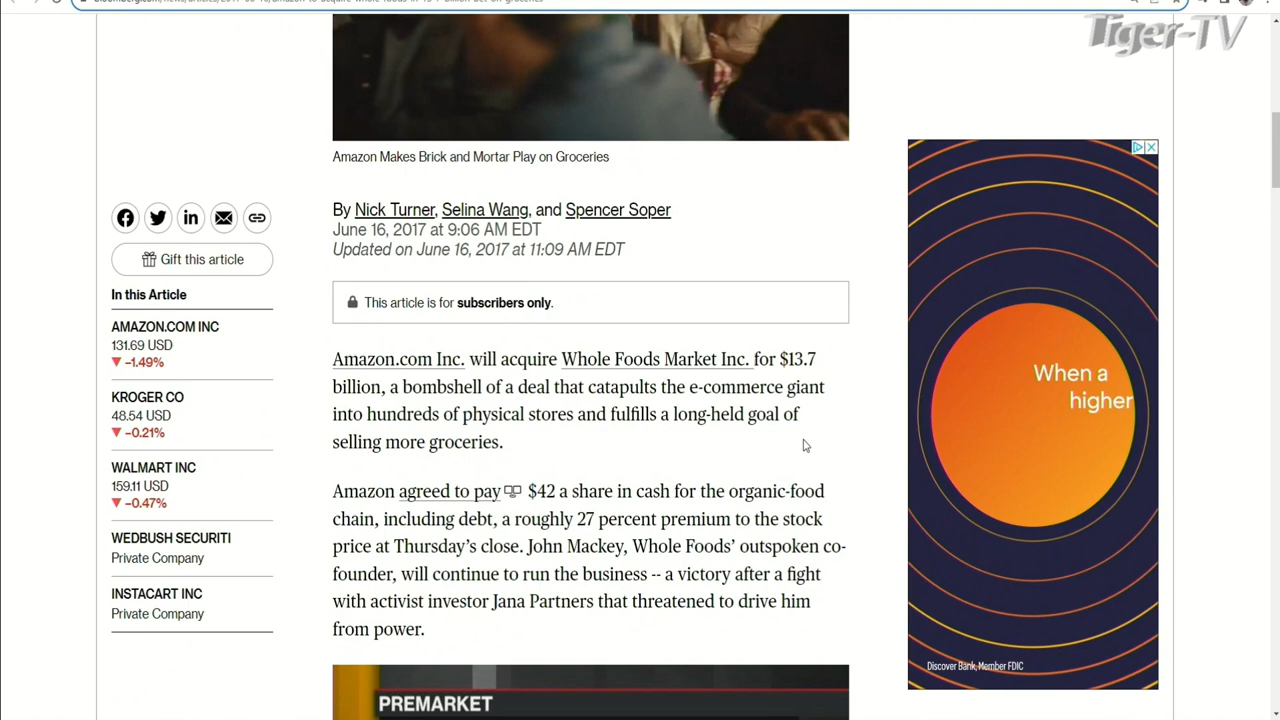 Tiger-TV
Amazon Makes Brick and Mortar Play on Groceries
By Nick Turner, Selina Wang, and Spencer Soper
June 16, 2017 at 9:06 AM EDT
Updated on June 16, 2017 at 11:09 AM EDT
Gift this article
In this Article
AMAZON.COM INC
131.69 USD
▼ -1.49%
KROGER CO
48.54 USD
▼ -0.21%
WALMART INC
159.11 USD
▼ -0.47%
WEDBUSH SECURITI
Private Company
INSTACART INC
Private Company
This article is for subscribers only.
Amazon.com Inc. will acquire Whole Foods Market Inc. for $13.7
billion, a bombshell of a deal that catapults the e-commerce giant
into hundreds of physical stores and fulfills a long-held goal of
selling more groceries.
Amazon agreed to pay $42 a share in cash for the organic-food
chain, including debt, a roughly 27 percent premium to the stock
price at Thursday's close. John Mackey, Whole Foods' outspoken co-
founder, will continue to run the business -- a victory after a fight
with activist investor Jana Partners that threatened to drive him
from power.
PREMARKET
When a
higher
Discover Bank, Member FDIC